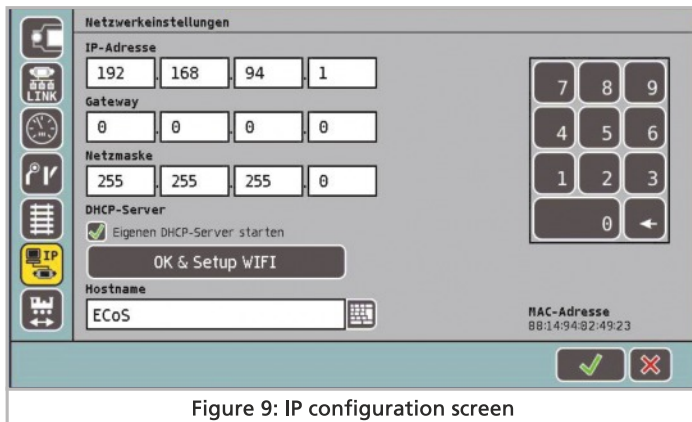 Netzwerkeinstellungen
IP-Adresse
192 . 168 . 94 . 1
Gateway
0 . 0 . 0 . 0
Netzmaske
255 . 255 . 255 . 0
DHCP-Server
Eigenen DHCP-Server starten
OK & Setup WIFI
Hostname
ECoS
LINK
IP
7 8 9
4 5 6
1 2 3
0
MAC-Adresse
88:14:94:82:49:23
Figure 9: IP configuration screen